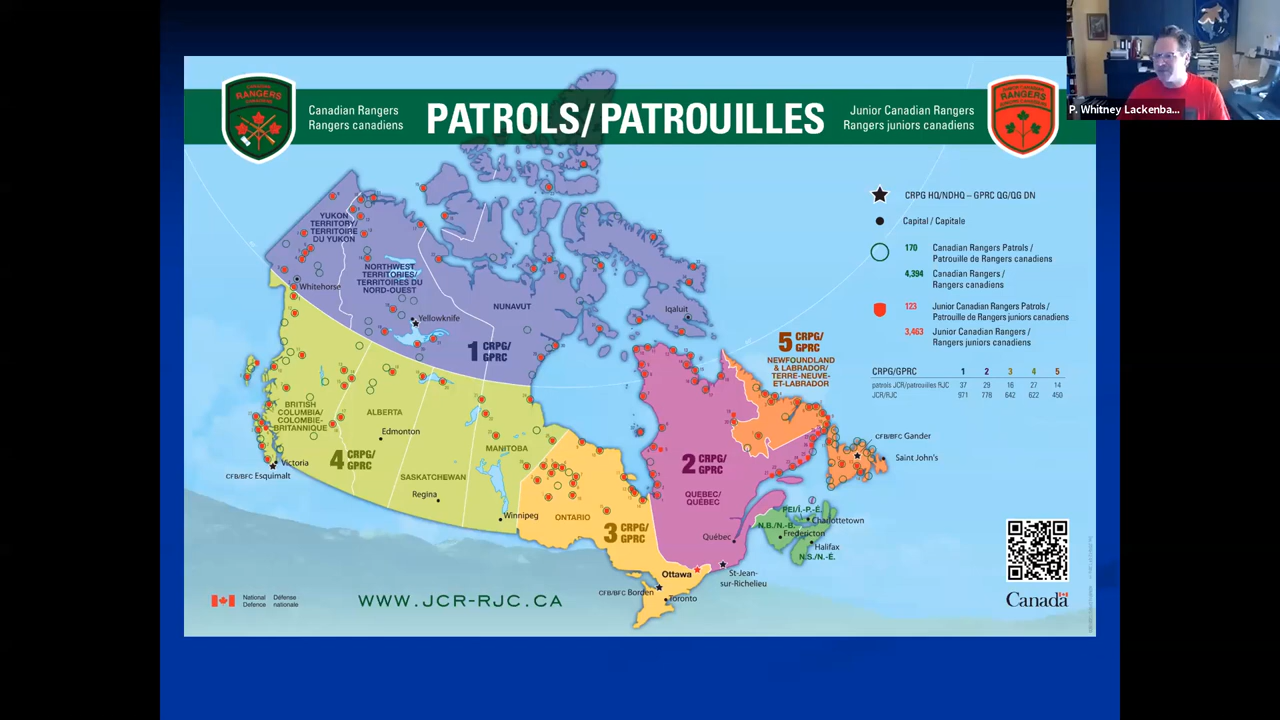 CANADIAN
RANGERS
CANADIENS
Canadian Rangers
Rangers canadiens
PATROLS/PATROUILLES
Junior Canadian Rangers
Rangers juniors canadiens
JUNIOR CANADIAN
RANGERS
P. Whitney Lackenba...
CRPG HQ/NDHQ – GPRC QG/QG DN
Capital / Capitale
170
Canadian Rangers Patrols /
Patrouille de Rangers canadiens
4,394
Canadian Rangers /
Rangers canadiens
123
Junior Canadian Rangers Patrols /
Patrouille de Rangers juniors canadiens
3,463
Junior Canadian Rangers /
Rangers juniors canadiens
CRPG/GPRC 1 2 3 4 5
patrols JCR/patrouilles RJC 37 29 16 27 14
JCR/RJC 971 778 642 622 450
YUKON
TERRITORY/
TERRITOIRE
DU YUKON
Whitehorse
NORTHWEST
TERRITORIES/
TERRITOIRES DU
NORD-OUEST
Yellowknife
NUNAVUT
Iqaluit
1 CRPG/
GPRC
5 CRPG/
GPRC
NEWFOUNDLAND
& LABRADOR/
TERRE-NEUVE-
ET-LABRADOR
BRITISH
COLUMBIA/
COLOMBIE-
BRITANNIQUE
ALBERTA
Edmonton
4 CRPG/
GPRC
Victoria
CFB/BFC Esquimalt
SASKATCHEWAN
Regina
MANITOBA
Winnipeg
ONTARIO
3 CRPG/
GPRC
2 CRPG/
GPRC
QUEBEC/
QUÉBEC
Québec
CFB/BFC Gander
Saint John's
PEI/Î.-P.-É.
Charlottetown
N.B./N.-B.
Fredericton
Halifax
N.S./N.-É.
Ottawa
St-Jean-
sur-Richelieu
CFB/BFC Borden
Toronto
National Défense
Defence nationale
WWW.JCR-RJC.CA
Canada